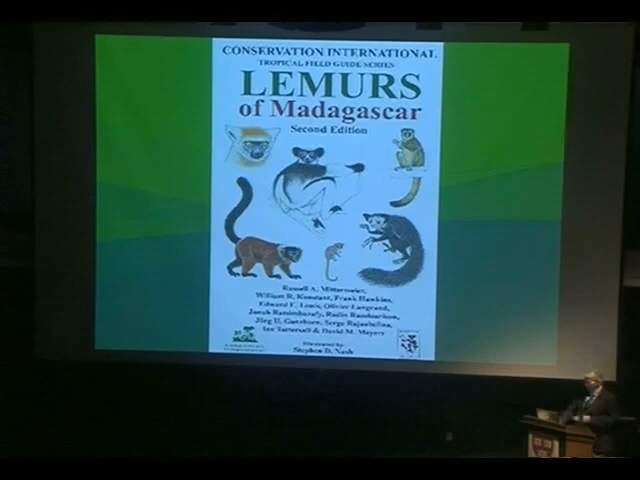 CONSERVATION INTERNATIONAL
TROPICAL FIELD GUIDE SERIES
LEMURS
of Madagascar
Second Edition
Russell A. Mittermeier,
William R. Konstant, Frank Hawkins,
Edward E. Louis, Olivier Langrand,
Jonah Ratsimbazafy, Rodin Rasoloarison,
Jörg U. Ganzhorn, Serge Rajaobelina,
Ian Tattersall & David M. Meyers
Illustrated by
Stephen D. Nash